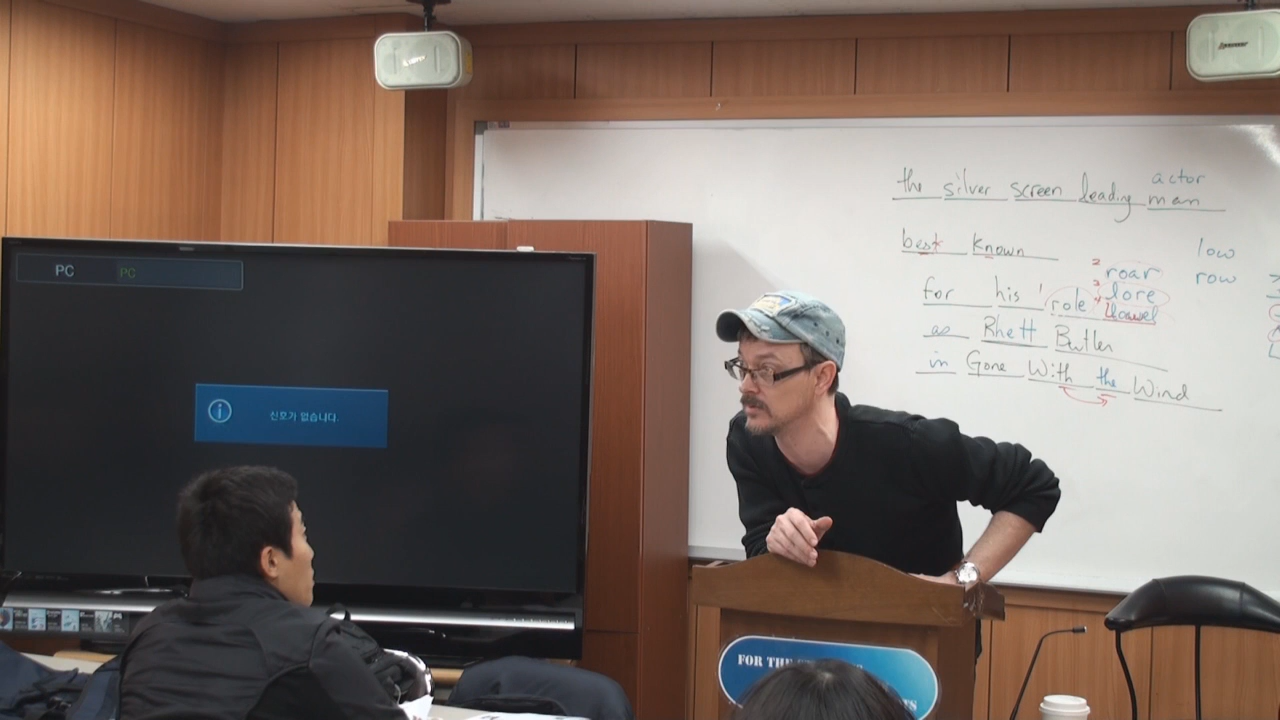 PC PC
신호가 없습니다.
the silver screen leading actor man
best known
low
roar
row
for his role lore
as Rhett Butler
in Gone With the Wind
FOR THE